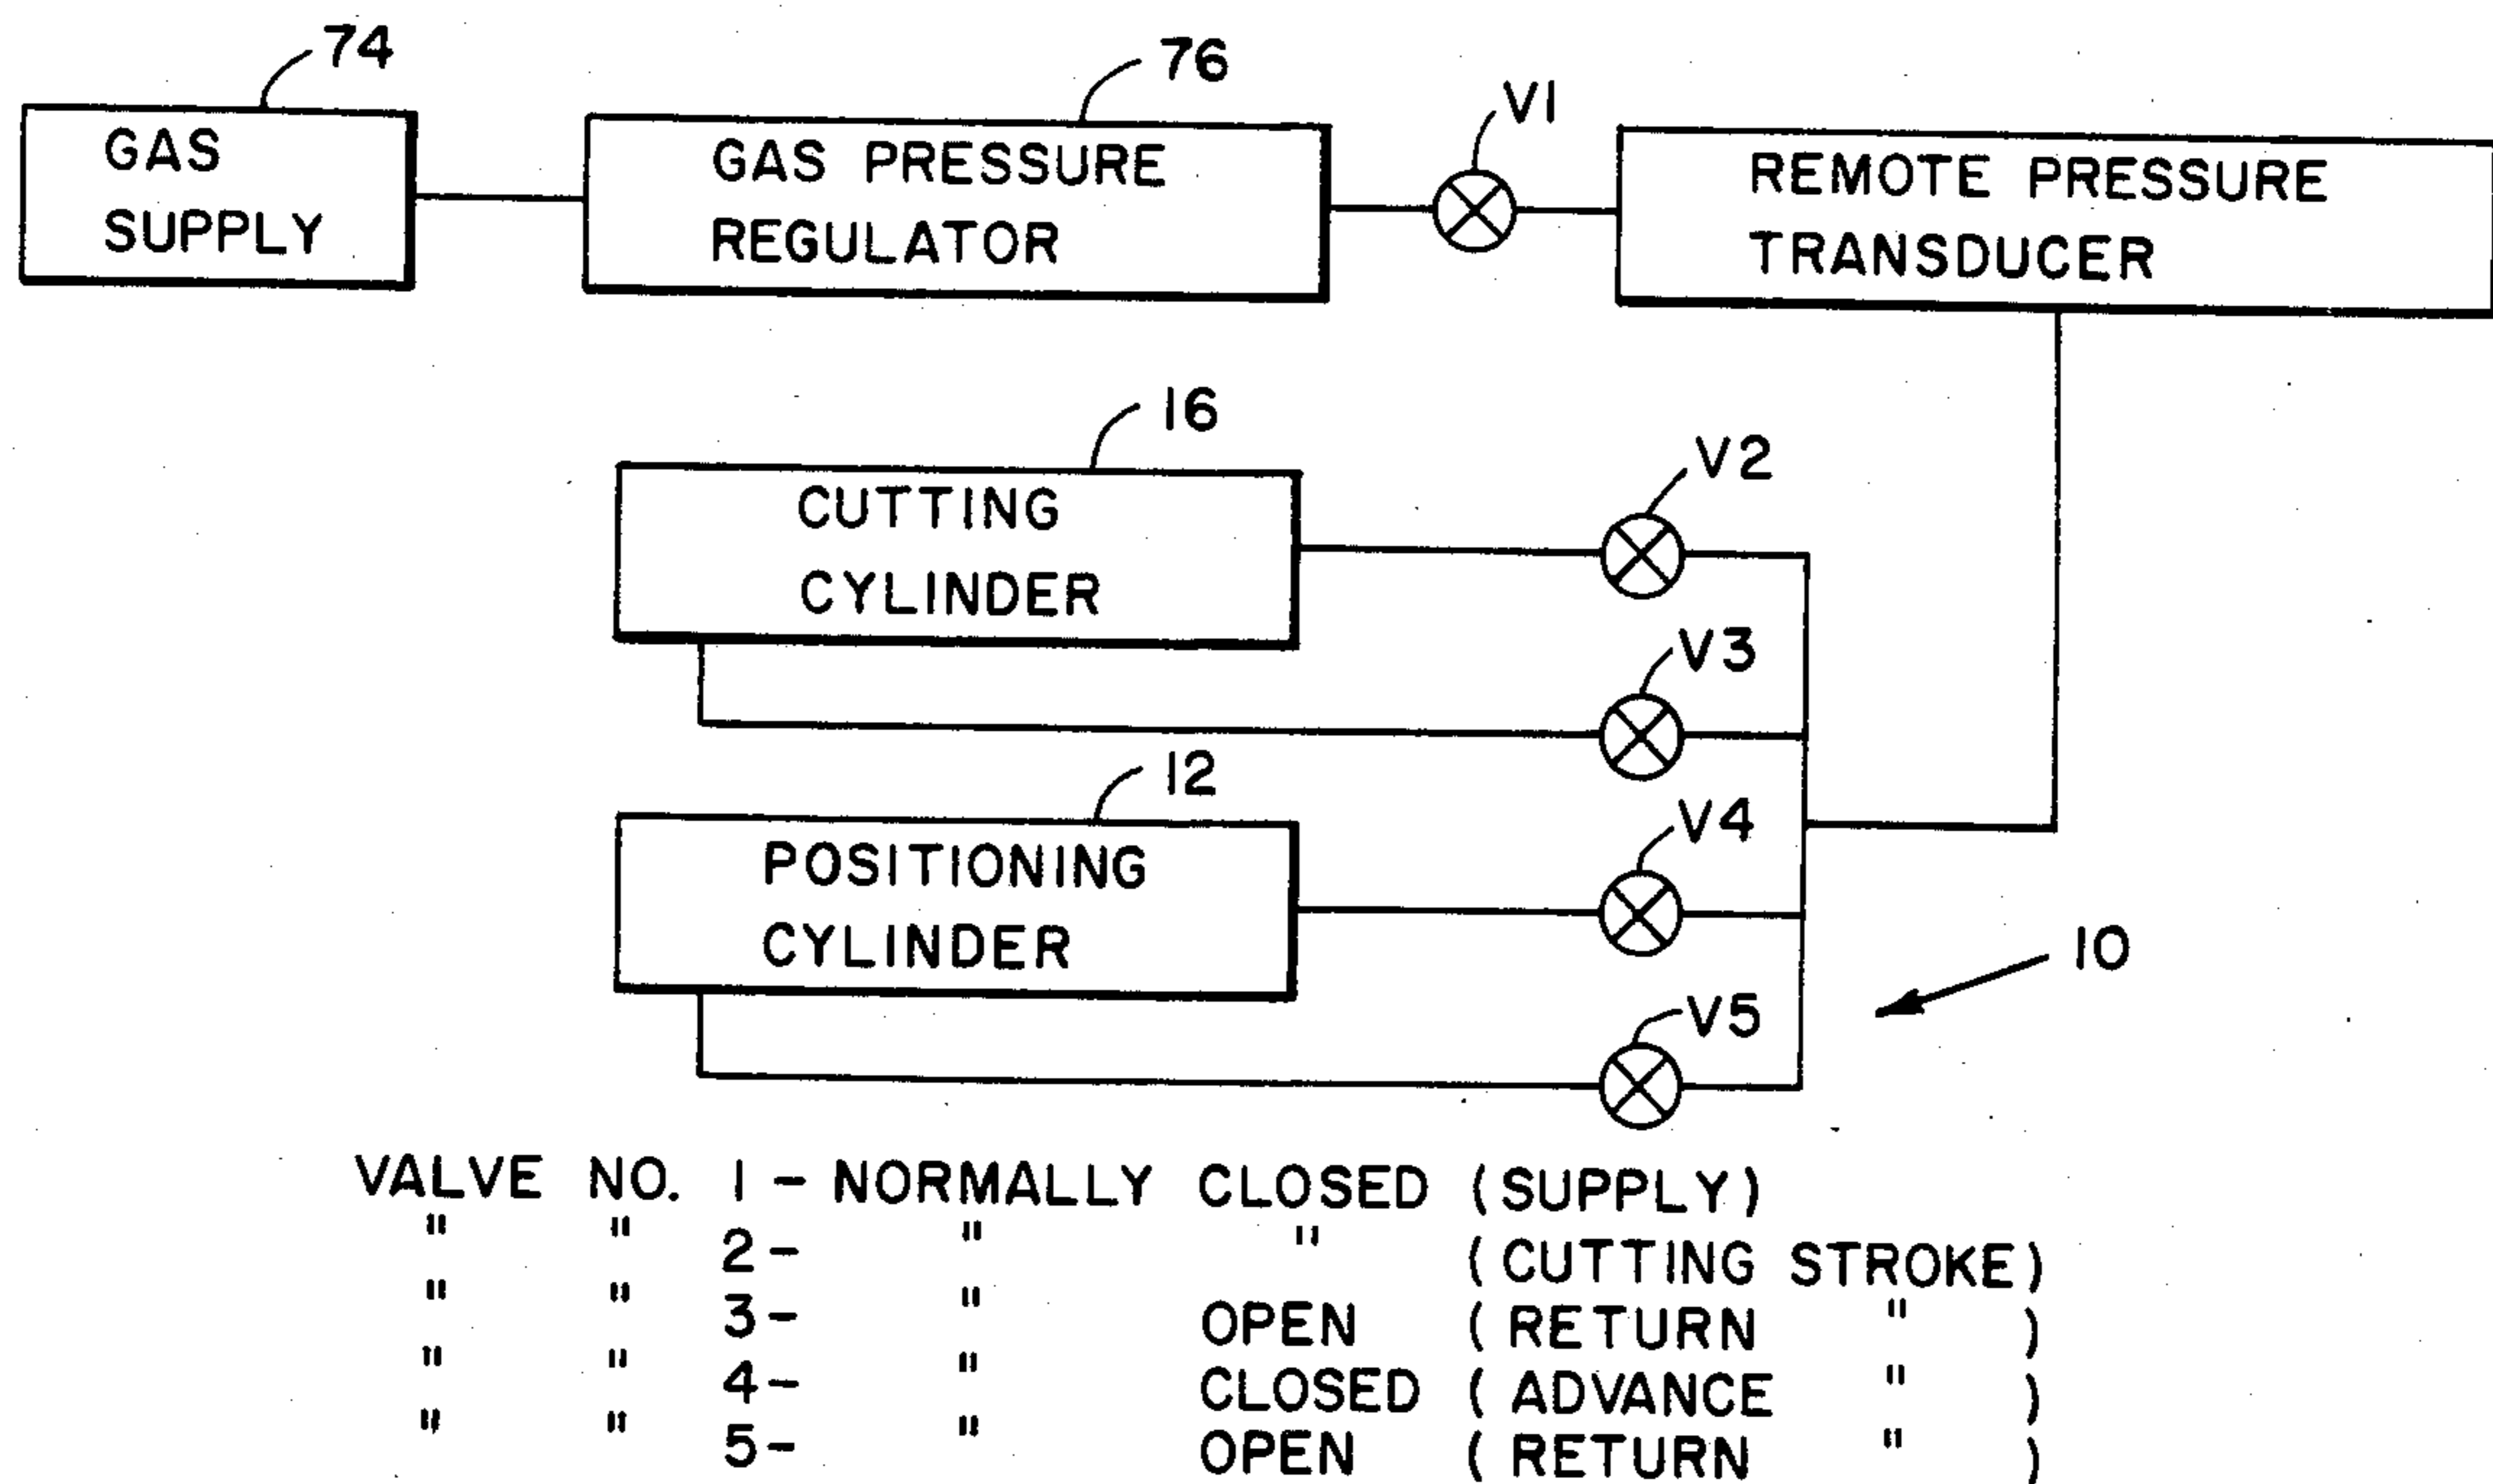 74
76
V1
GAS
SUPPLY
GAS PRESSURE
REGULATOR
REMOTE PRESSURE
TRANSDUCER
16
V2
CUTTING
CYLINDER
V3
12
V4
POSITIONING
CYLINDER
10
V5
VALVE NO. 1 - NORMALLY CLOSED (SUPPLY)
" " 2 - " " (CUTTING STROKE)
" " 3 - " OPEN (RETURN " )
" " 4 - " CLOSED (ADVANCE " )
" " 5 - " OPEN (RETURN " )